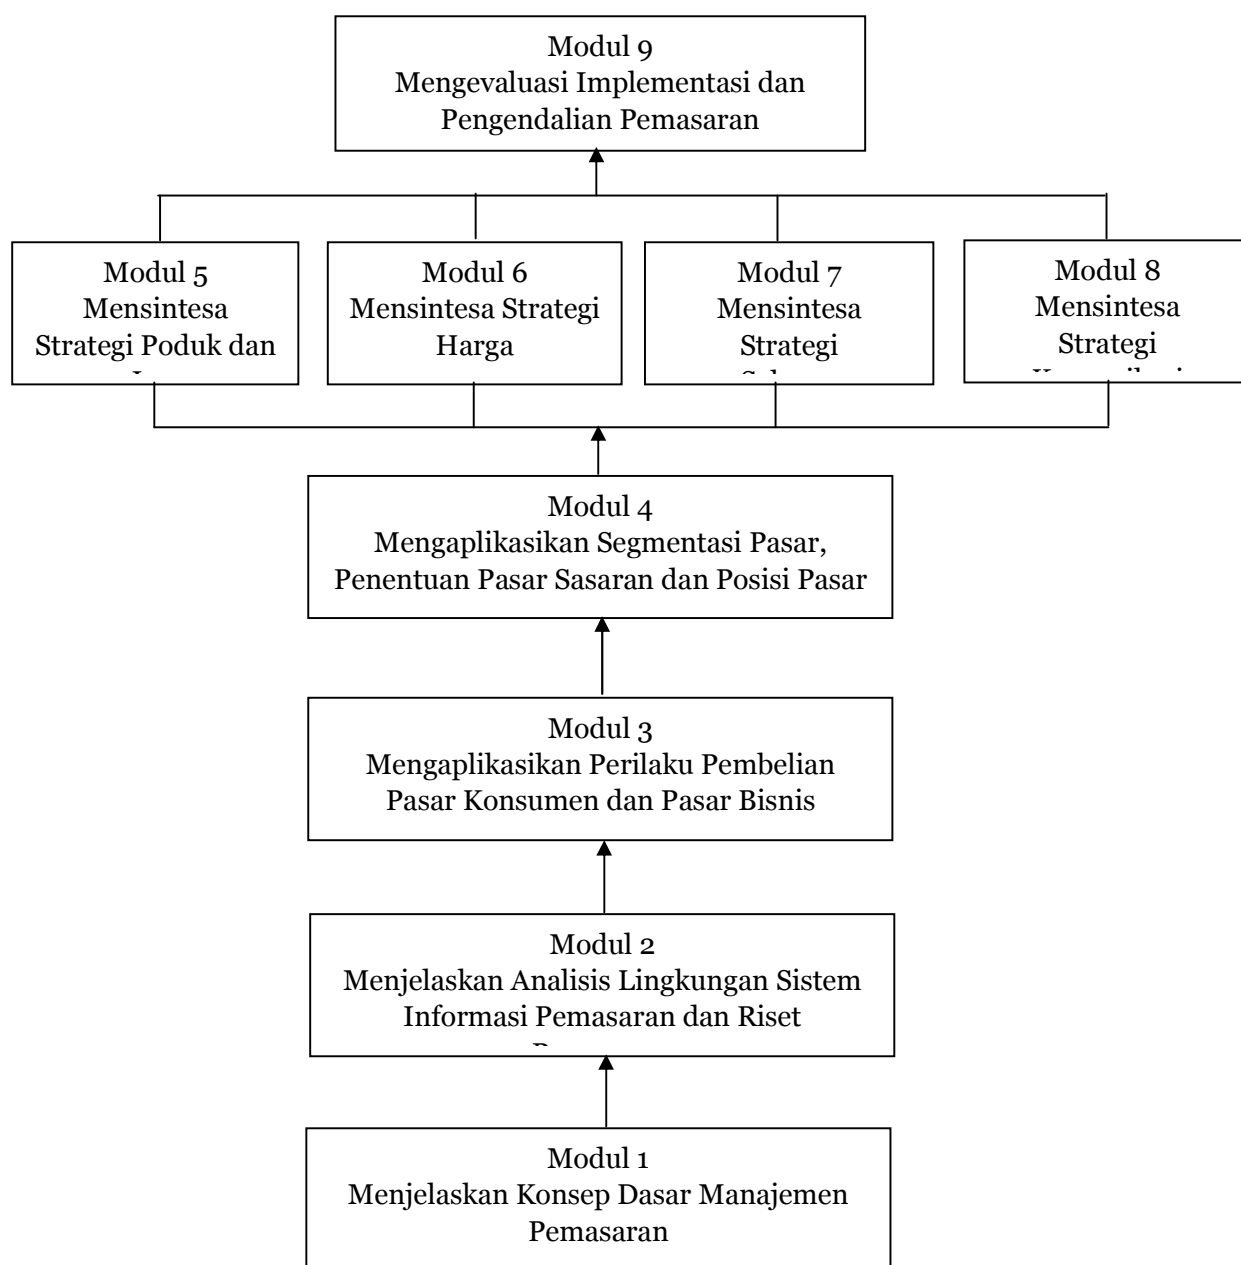 Modul 9
Mengevaluasi Implementasi dan
Pengendalian Pemasaran
Modul 5
Mensintesa
Strategi Poduk dan
Modul 6
Mensintesa Strategi
Harga
Modul 7
Mensintesa
Strategi
Modul 8
Mensintesa
Strategi
Modul 4
Mengaplikasikan Segmentasi Pasar,
Penentuan Pasar Sasaran dan Posisi Pasar
Modul 3
Mengaplikasikan Perilaku Pembelian
Pasar Konsumen dan Pasar Bisnis
Modul 2
Menjelaskan Analisis Lingkungan Sistem
Informasi Pemasaran dan Riset
Modul 1
Menjelaskan Konsep Dasar Manajemen
Pemasaran